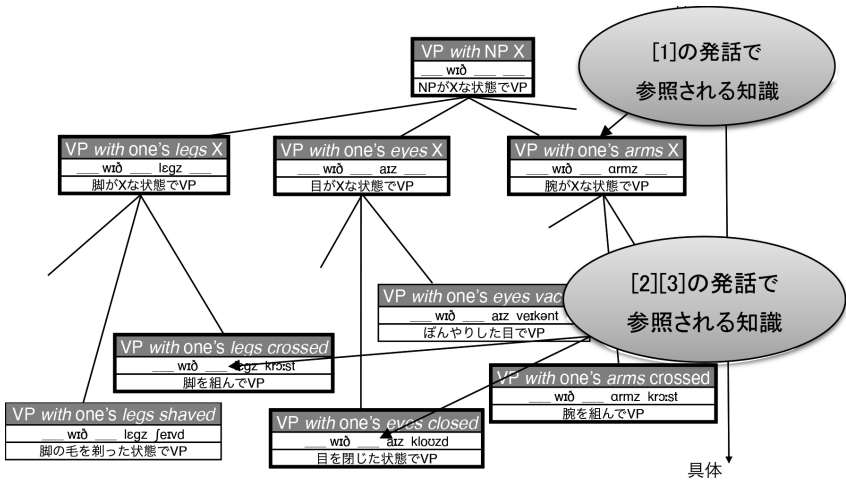 VP with NP X
___ wɪð ___ ___
NPがXな状態でVP
[1]の発話で
参照される知識
VP with one's legs X
___ wɪð ___ lɛgz ___
脚がXな状態でVP
VP with one's eyes X
___ wɪð ___ aɪz ___
目がXな状態でVP
VP with one's arms X
___ wɪð ___ ɑrmz ___
腕がXな状態でVP
[2][3]の発話で
参照される知識
VP with one's eyes
___ wɪð ___ aɪz veɪkənt
ぼんやりした目でVP
VP with one's legs crossed
___ wɪð ___ lɛgz krɔːst
脚を組んでVP
VP with one's arms crossed
___ wɪð ___ ɑrmz krɔːst
腕を組んでVP
VP with one's legs shaved
___ wɪð ___ lɛgz ʃeɪvd
脚の毛を剃った状態でVP
VP with one's eyes closed
___ wɪð ___ aɪz kloʊzd
目を閉じた状態でVP
具体